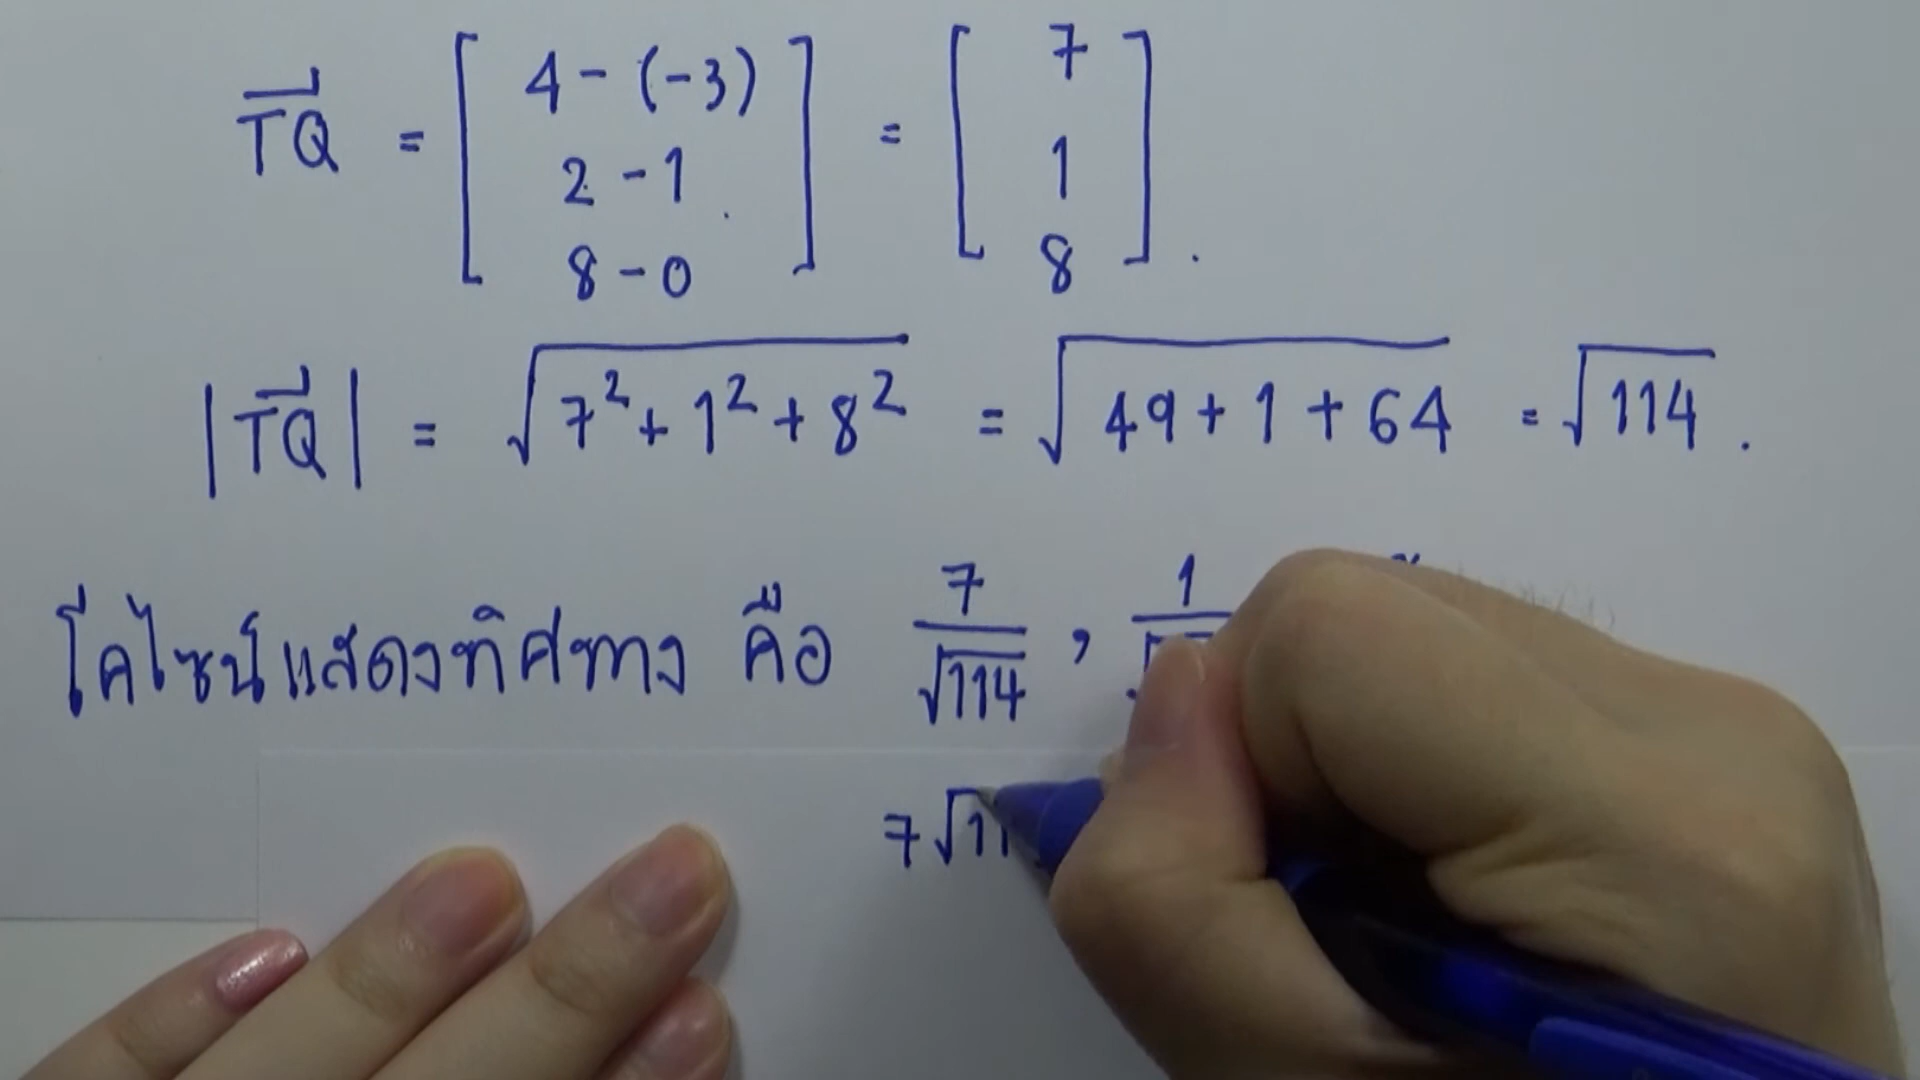 TQ = [ 4 - (-3) ] = [ 7 ]
2 - 1 1
8 - 0 8 .
|TQ| = √7² + 1² + 8² = √49 + 1 + 64 = √114 .
โคไซน์แสดงทิศทาง คือ 7/√114 , 1/√
7√11